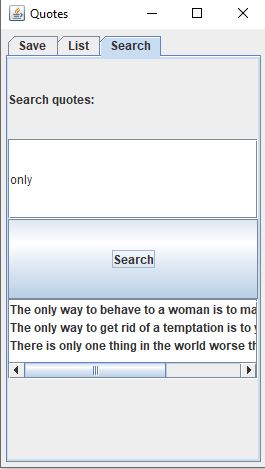 Quotes
Save List Search
Search quotes:
only
Search
The only way to behave to a woman is to ma
The only way to get rid of a temptation is to
There is only one thing in the world worse th